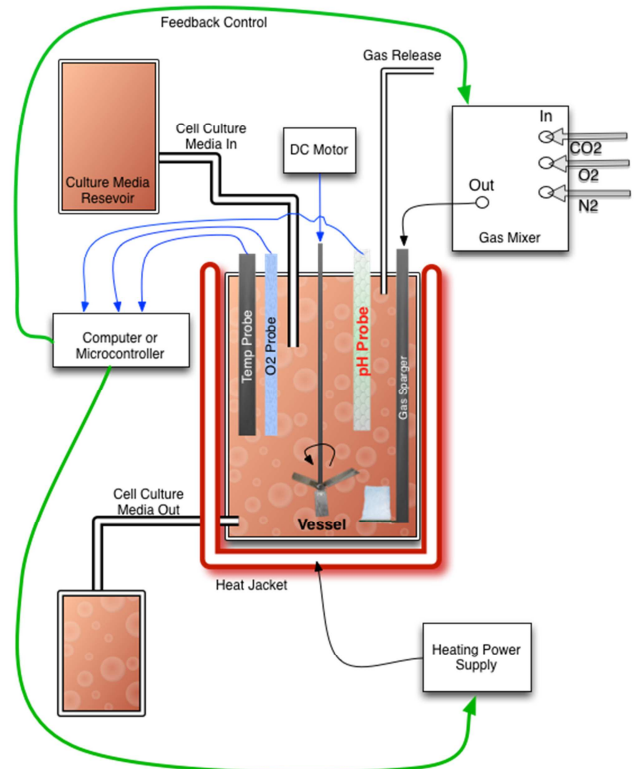 Feedback Control
Gas Release
Cell Culture
Media In
DC Motor
In
CO2
O2
N2
Out
Gas Mixer
Culture Media
Resevoir
Computer or
Microcontroller
Temp Probe
O2 Probe
pH Probe
Gas Sparger
Vessel
Cell Culture
Media Out
Heat Jacket
Heating Power
Supply